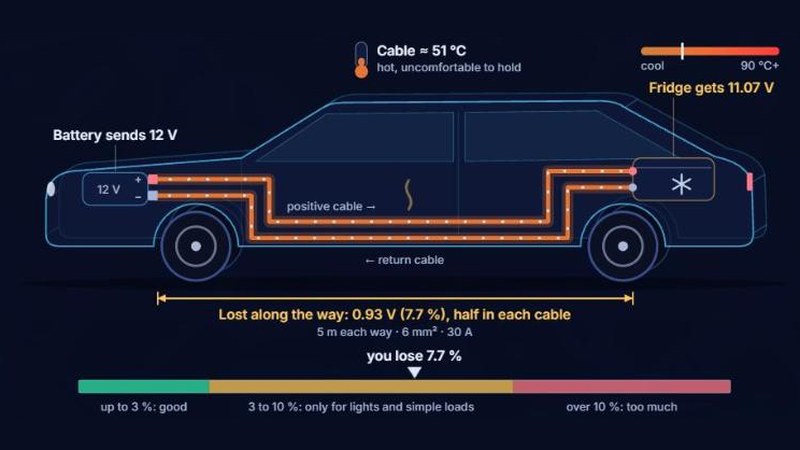 Cable ≈ 51 °C
hot, uncomfortable to hold
cool
90 °C+
Fridge gets 11.07 V
Battery sends 12 V
12 V
+
−
positive cable →
← return cable
Lost along the way: 0.93 V (7.7 %), half in each cable
5 m each way · 6 mm² · 30 A
you lose 7.7 %
up to 3 %: good
3 to 10 %: only for lights and simple loads
over 10 %: too much